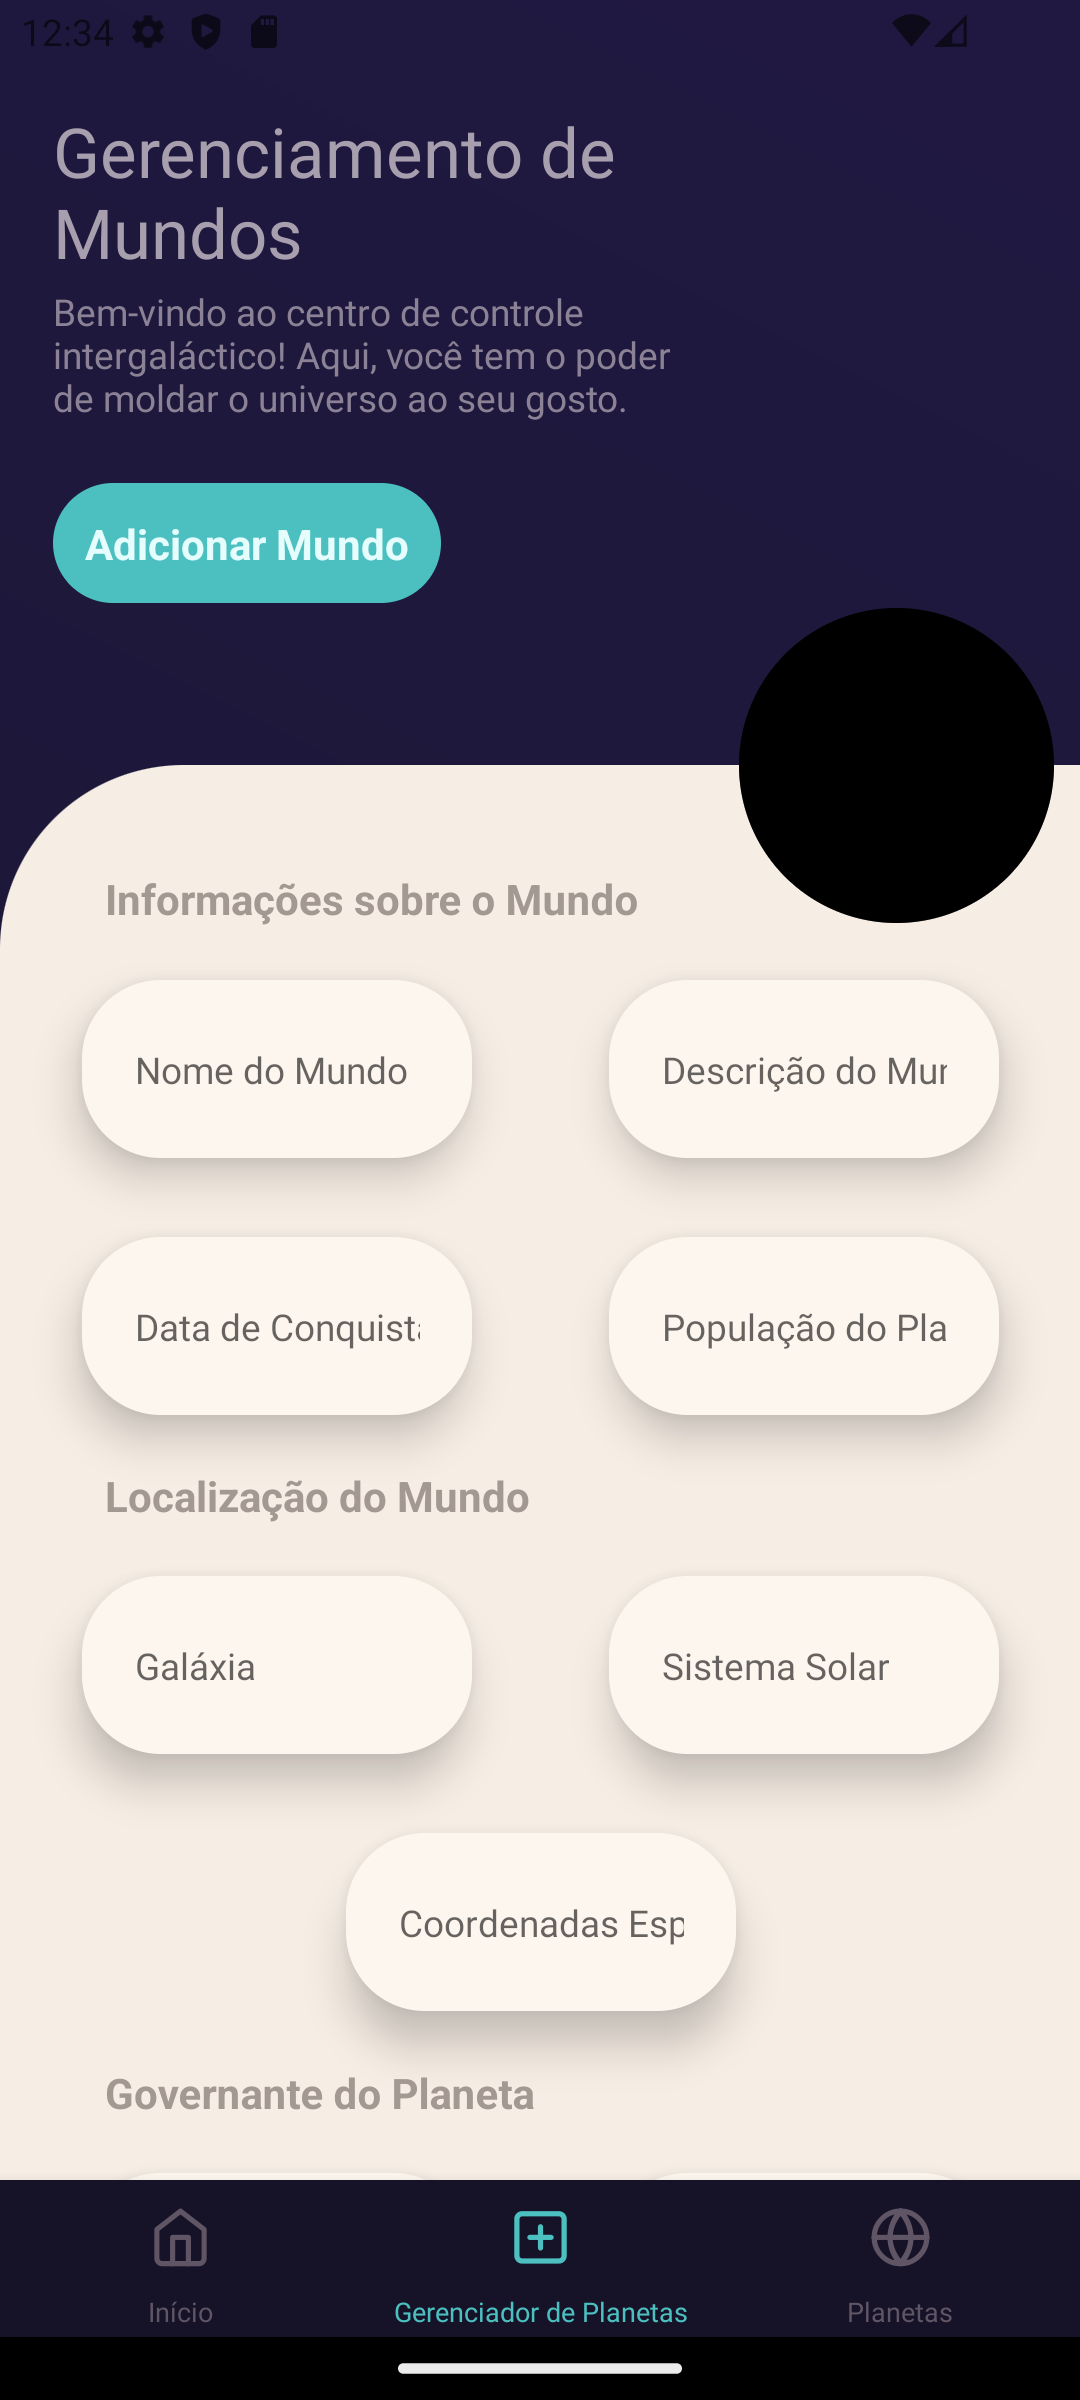 12:34
Gerenciamento de
Mundos
Bem-vindo ao centro de controle
intergaláctico! Aqui, você tem o poder
de moldar o universo ao seu gosto.
Adicionar Mundo
Informações sobre o Mundo
Nome do Mundo
Descrição do Mun
Data de Conquista
População do Pla
Localização do Mundo
Galáxia
Sistema Solar
Coordenadas Esp
Governante do Planeta
Início
Gerenciador de Planetas
Planetas